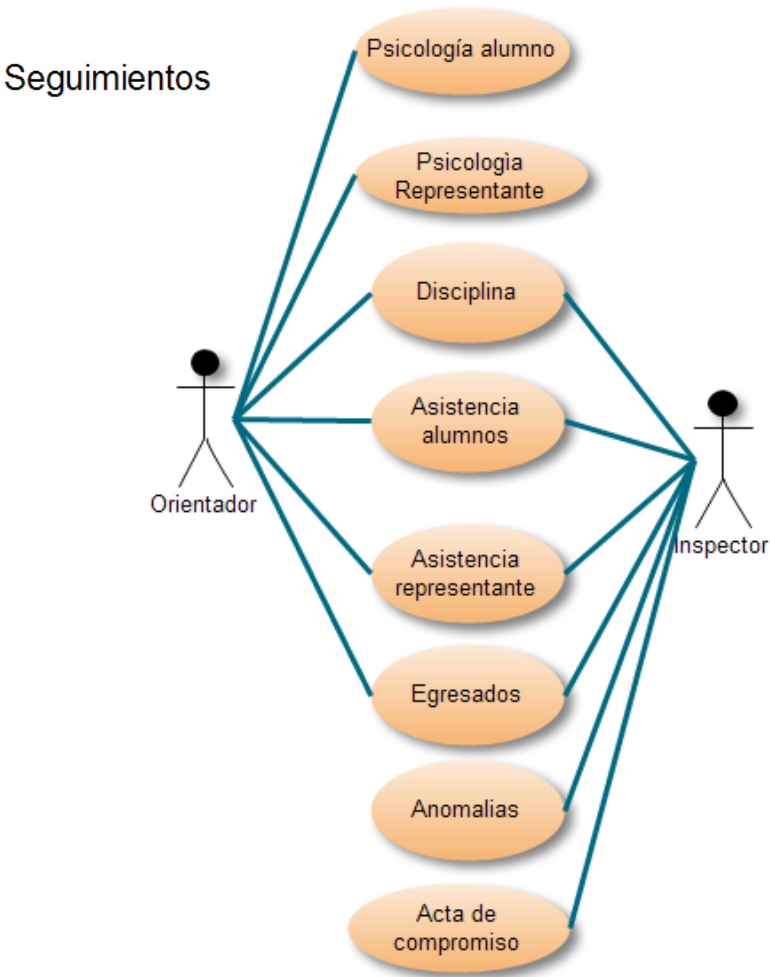 Psicología alumno
Seguimientos
Psicologìa
Representante
Disciplina
Asistencia
alumnos
Orientador
Inspector
Asistencia
representante
Egresados
Anomalias
Acta de
compromiso